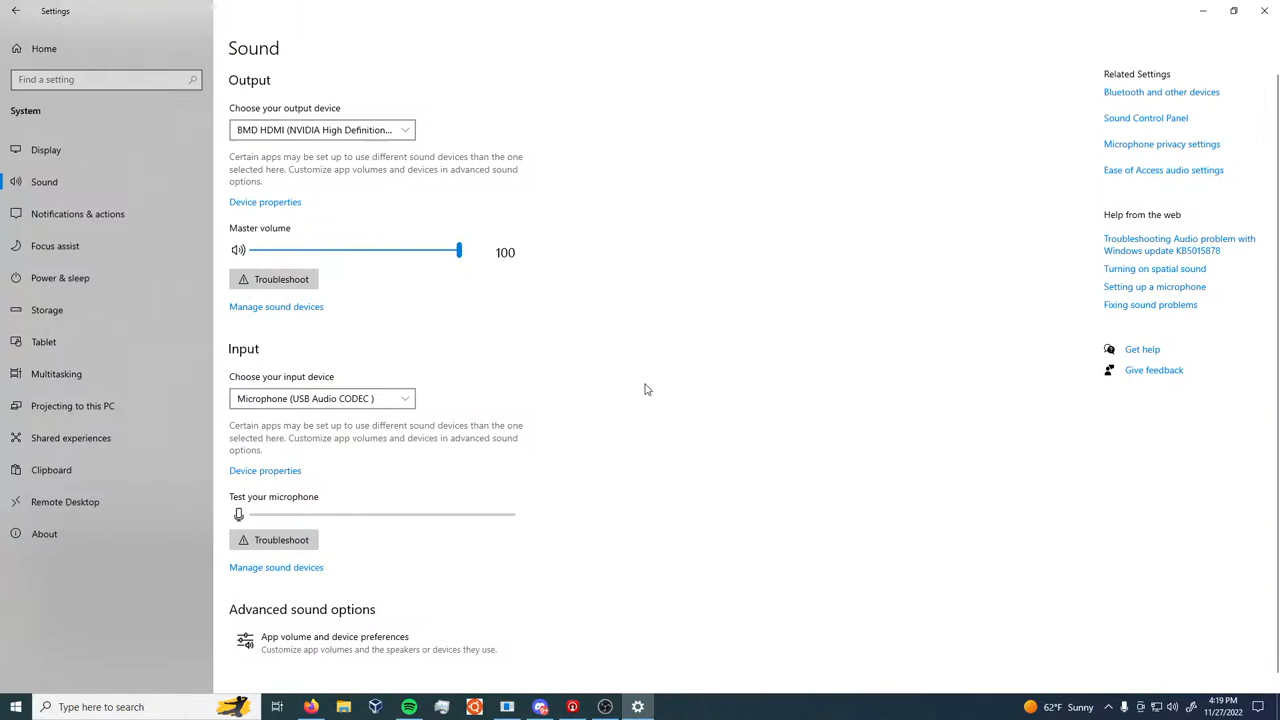 Settings
Home
Find a setting
System
Display
Sound
Notifications & actions
Focus assist
Power & sleep
Storage
Tablet
Multitasking
Projecting to this PC
Shared experiences
Clipboard
Remote Desktop
About
Sound
Output
Choose your output device
BMD HDMI (NVIDIA High Definition...
Certain apps may be set up to use different sound devices than the one
selected here. Customize app volumes and devices in advanced sound
options.
Device properties
Master volume
100
Troubleshoot
Manage sound devices
Input
Choose your input device
Microphone (USB Audio CODEC )
Certain apps may be set up to use different sound devices than the one
selected here. Customize app volumes and devices in advanced sound
options.
Device properties
Test your microphone
Troubleshoot
Manage sound devices
Advanced sound options
App volume and device preferences
Customize app volumes and the speakers or devices they use.
Related Settings
Bluetooth and other devices
Sound Control Panel
Microphone privacy settings
Ease of Access audio settings
Help from the web
Troubleshooting Audio problem with
Windows update KB5015878
Turning on spatial sound
Setting up a microphone
Fixing sound problems
Get help
Give feedback
Type here to search
62°F Sunny
4:19 PM
11/27/2022